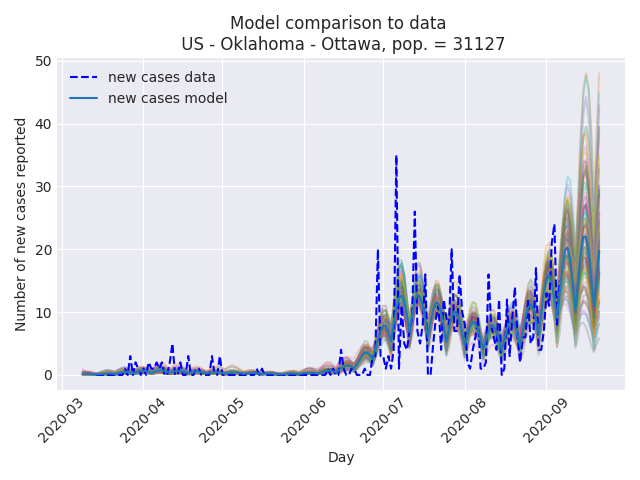 Model comparison to data
US - Oklahoma - Ottawa, pop. = 31127
50
new cases data
new cases model
40
30
20
10
0
Number of new cases reported
2020-03
2020-04
2020-05
2020-06
2020-07
2020-08
2020-09
Day